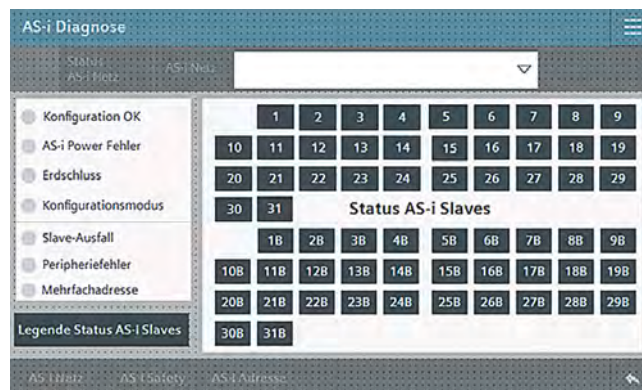 AS-i Diagnose
Status
AS-i Netz
AS-i Netz
Konfiguration OK
AS-i Power Fehler
Erdschluss
Konfigurationsmodus
Slave-Ausfall
Peripheriefehler
Mehrfachadresse
Legende Status AS-I Slaves
1 2 3 4 5 6 7 8 9
10 11 12 13 14 15 16 17 18 19
20 21 22 23 24 25 26 27 28 29
30 31 Status AS-i Slaves
1B 2B 3B 4B 5B 6B 7B 8B 9B
10B 11B 12B 13B 14B 15B 16B 17B 18B 19B
20B 21B 22B 23B 24B 25B 26B 27B 28B 29B
30B 31B
AS-i Netz AS-i Safety AS-i Adresse